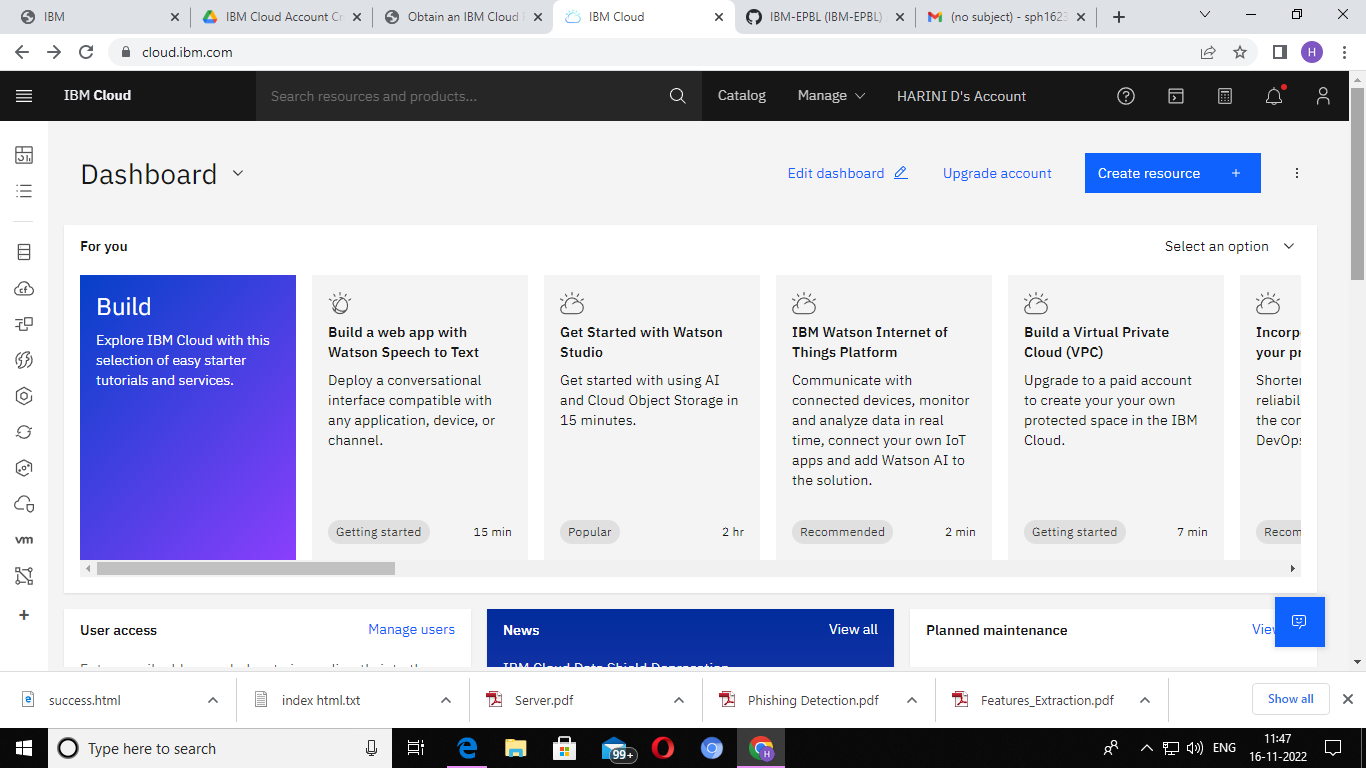 IBM
IBM Cloud Account Cr
Obtain an IBM Cloud
IBM Cloud
IBM-EPBL (IBM-EPBL)
(no subject) - sph1623
cloud.ibm.com
H
IBM Cloud
Search resources and products...
Catalog
Manage
HARINI D's Account
Dashboard
Edit dashboard
Upgrade account
Create resource +
For you
Select an option
Build
Explore IBM Cloud with this
selection of easy starter
tutorials and services.
Build a web app with
Watson Speech to Text
Deploy a conversational
interface compatible with
any application, device, or
channel.
Getting started
15 min
Get Started with Watson
Studio
Get started with using AI
and Cloud Object Storage in
15 minutes.
Popular
2 hr
IBM Watson Internet of
Things Platform
Communicate with
connected devices, monitor
and analyze data in real
time, connect your own IoT
apps and add Watson AI to
the solution.
Recommended
2 min
Build a Virtual Private
Cloud (VPC)
Upgrade to a paid account
to create your your own
protected space in the IBM
Cloud.
Getting started
7 min
Incorp
your pr
Shorter
reliabil
the con
DevOps
Recom
cf
vm
User access
Manage users
News
View all
IBM Cloud Data Shield Deprecation
Planned maintenance
View
success.html
index html.txt
Server.pdf
Phishing Detection.pdf
Features_Extraction.pdf
Show all
Type here to search
99+
H
ENG
11:47
16-11-2022